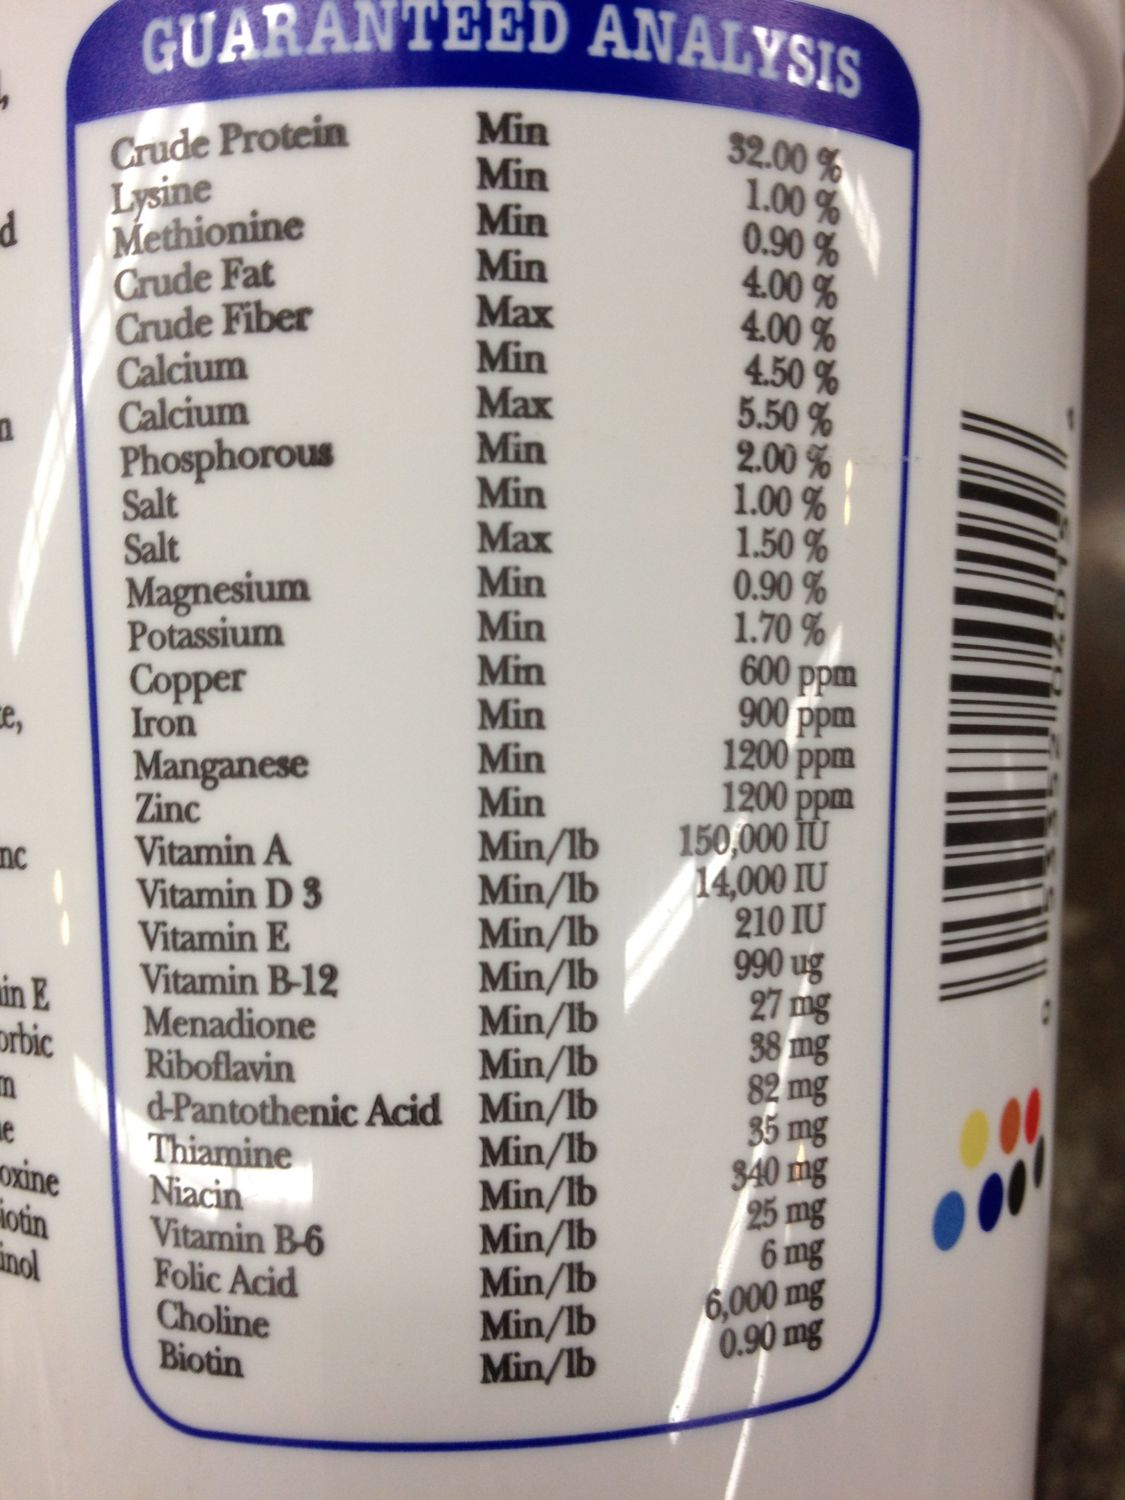 GUARANTEED ANALYSIS
Crude Protein Min 32.00 %
Lysine Min 1.00 %
Methionine Min 0.90 %
Crude Fat Min 4.00 %
Crude Fiber Max 4.00 %
Calcium Min 4.50 %
Calcium Max 5.50 %
Phosphorous Min 2.00 %
Salt Min 1.00 %
Salt Max 1.50 %
Magnesium Min 0.90 %
Potassium Min 1.70 %
Copper Min 600 ppm
Iron Min 900 ppm
Manganese Min 1200 ppm
Zinc Min 1200 ppm
Vitamin A Min/lb 150,000 IU
Vitamin D 3 Min/lb 14,000 IU
Vitamin E Min/lb 210 IU
Vitamin B-12 Min/lb 990 ug
Menadione Min/lb 27 mg
Riboflavin Min/lb 38 mg
d-Pantothenic Acid Min/lb 82 mg
Thiamine Min/lb 35 mg
Niacin Min/lb 340 mg
Vitamin B-6 Min/lb 25 mg
Folic Acid Min/lb 6 mg
Choline Min/lb 6,000 mg
Biotin Min/lb 0.90 mg